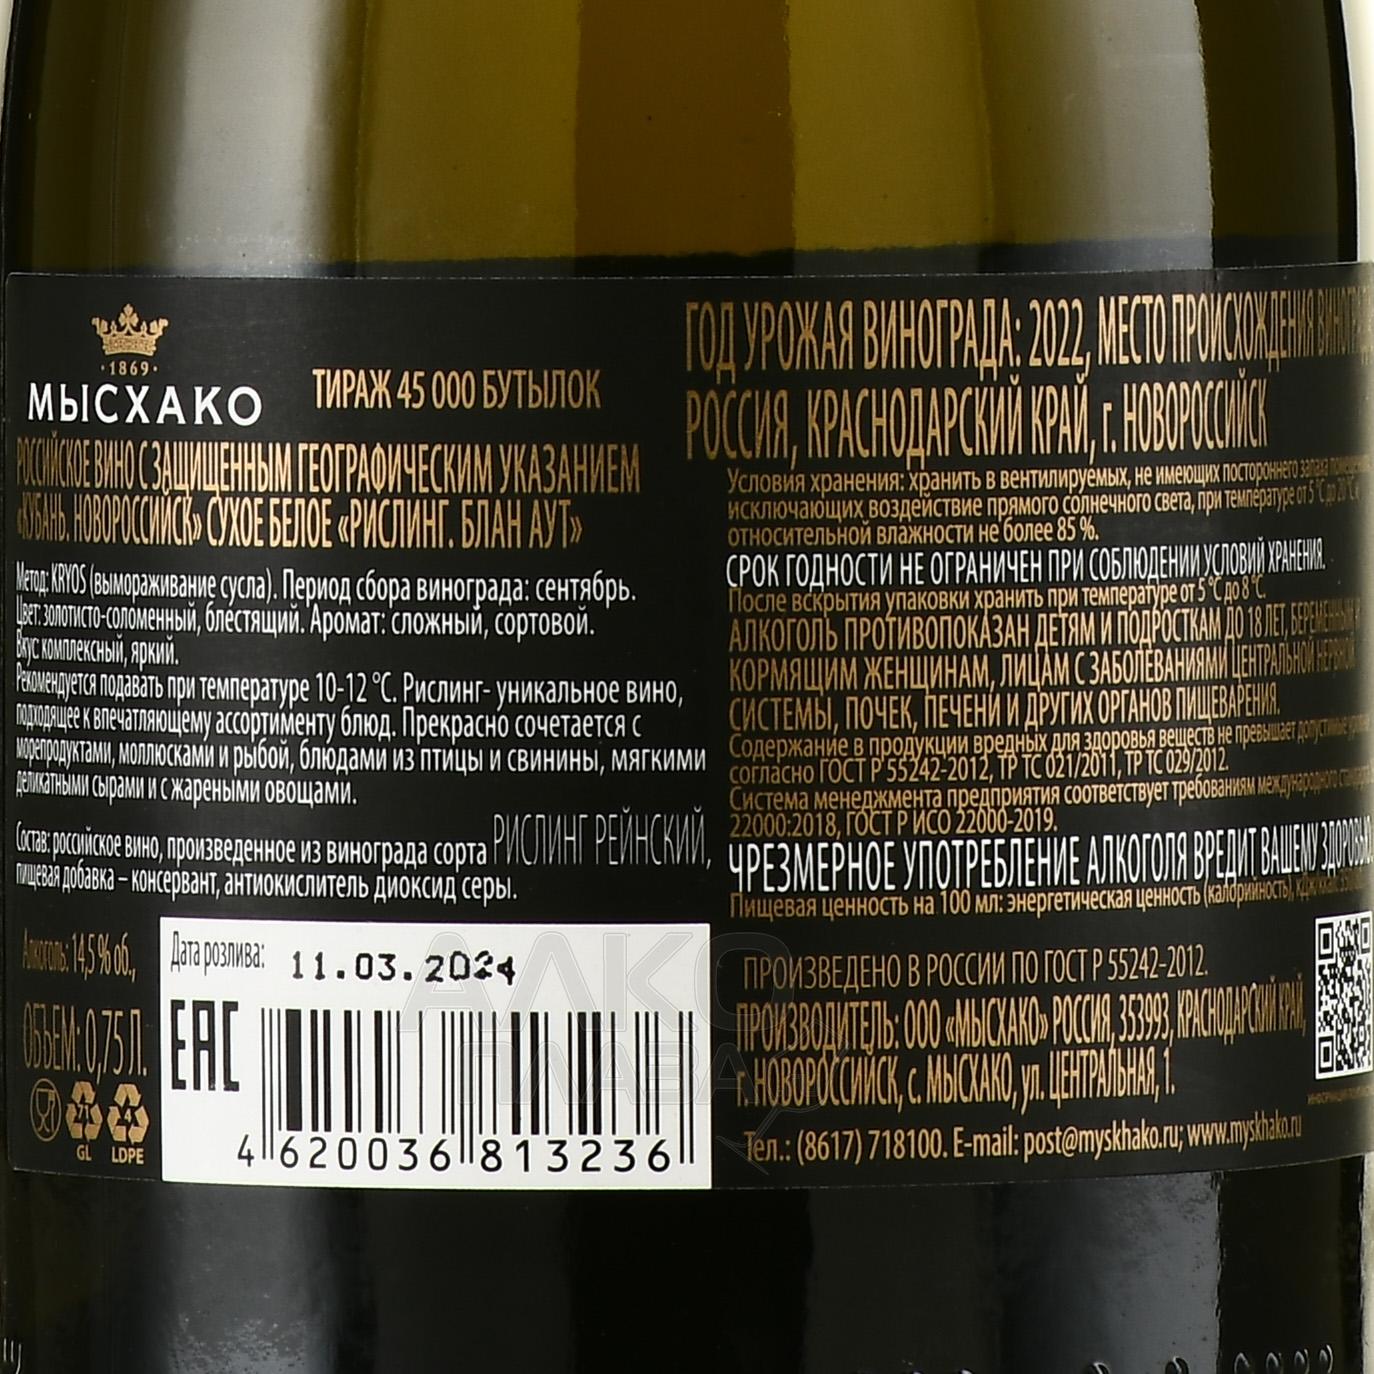 ·1869·
МЫСХАКО
ТИРАЖ 45 000 БУТЫЛОК
РОССИЙСКОЕ ВИНО С ЗАЩИЩЕННЫМ ГЕОГРАФИЧЕСКИМ УКАЗАНИЕМ
«КУБАНЬ. НОВОРОССИЙСК» СУХОЕ БЕЛОЕ «РИСЛИНГ. БЛАН АУТ»
Метод: KRYOS (вымораживание сусла). Период сбора винограда: сентябрь.
Цвет: золотисто-соломенный, блестящий. Аромат: сложный, сортовой.
Вкус: комплексный, яркий.
Рекомендуется подавать при температуре 10-12 °С. Рислинг- уникальное вино,
подходящее к впечатляющему ассортименту блюд. Прекрасно сочетается с
морепродуктами, моллюсками и рыбой, блюдами из птицы и свинины, мягкими
деликатными сырами и с жареными овощами.
Состав: российское вино, произведенное из винограда сорта РИСЛИНГ РЕЙНСКИЙ,
пищевая добавка – консервант, антиокислитель диоксид серы.
Алкоголь: 14,5 % об.,
ОБЪЕМ: 0,75 Л.
71
GL
4
LDPE
Дата розлива: 11.03.2024
EAC
4 620036 813236
ГОД УРОЖАЯ ВИНОГРАДА: 2022, МЕСТО ПРОИСХОЖДЕНИЯ
РОССИЯ, КРАСНОДАРСКИЙ КРАЙ, г. НОВОРОССИЙСК
Условия хранения: хранить в вентилируемых, не имеющих постороннего запаха
исключающих воздействие прямого солнечного света, при температуре от 5 °С до 20 °С и
относительной влажности не более 85 %.
СРОК ГОДНОСТИ НЕ ОГРАНИЧЕН ПРИ СОБЛЮДЕНИИ УСЛОВИЙ ХРАНЕНИЯ.
После вскрытия упаковки хранить при температуре от 5 °С до 8 °С.
АЛКОГОЛЬ ПРОТИВОПОКАЗАН ДЕТЯМ И ПОДРОСТКАМ ДО 18 ЛЕТ, БЕРЕМЕННЫМ И
КОРМЯЩИМ ЖЕНЩИНАМ, ЛИЦАМ С ЗАБОЛЕВАНИЯМИ ЦЕНТРАЛЬНОЙ НЕРВНОЙ
СИСТЕМЫ, ПОЧЕК, ПЕЧЕНИ И ДРУГИХ ОРГАНОВ ПИЩЕВАРЕНИЯ.
Содержание в продукции вредных для здоровья веществ не превышает допустимые
согласно ГОСТ Р 55242-2012, ТР ТС 021/2011, ТР ТС 029/2012.
Система менеджмента предприятия соответствует требованиям международного
22000:2018, ГОСТ Р ИСО 22000-2019.
ЧРЕЗМЕРНОЕ УПОТРЕБЛЕНИЕ АЛКОГОЛЯ ВРЕДИТ ВАШЕМУ ЗДОРОВЬЮ.
Пищевая ценность на 100 мл: энергетическая ценность (калорийность),
ПРОИЗВЕДЕНО В РОССИИ ПО ГОСТ Р 55242-2012.
ПРОИЗВОДИТЕЛЬ: ООО «МЫСХАКО» РОССИЯ, 353993, КРАСНОДАРСКИЙ КРАЙ,
г. НОВОРОССИЙСК, с. МЫСХАКО, ул. ЦЕНТРАЛЬНАЯ, 1.
Тел.: (8617) 718100. E-mail: post@myskhako.ru; www.myskhako.ru
АЛКО
ПЛАВА